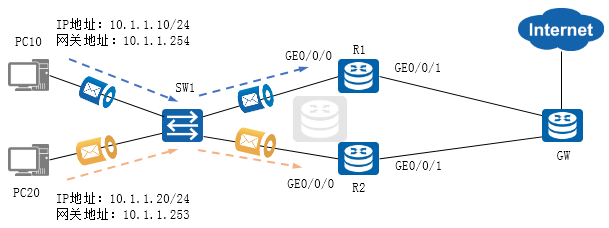 IP地址: 10.1.1.10/24
网关地址: 10.1.1.254
PC10
Internet
R1
GE0/0/0
GE0/0/1
SW1
GW
PC20
GE0/0/0
R2
GE0/0/1
IP地址: 10.1.1.20/24
网关地址: 10.1.1.253